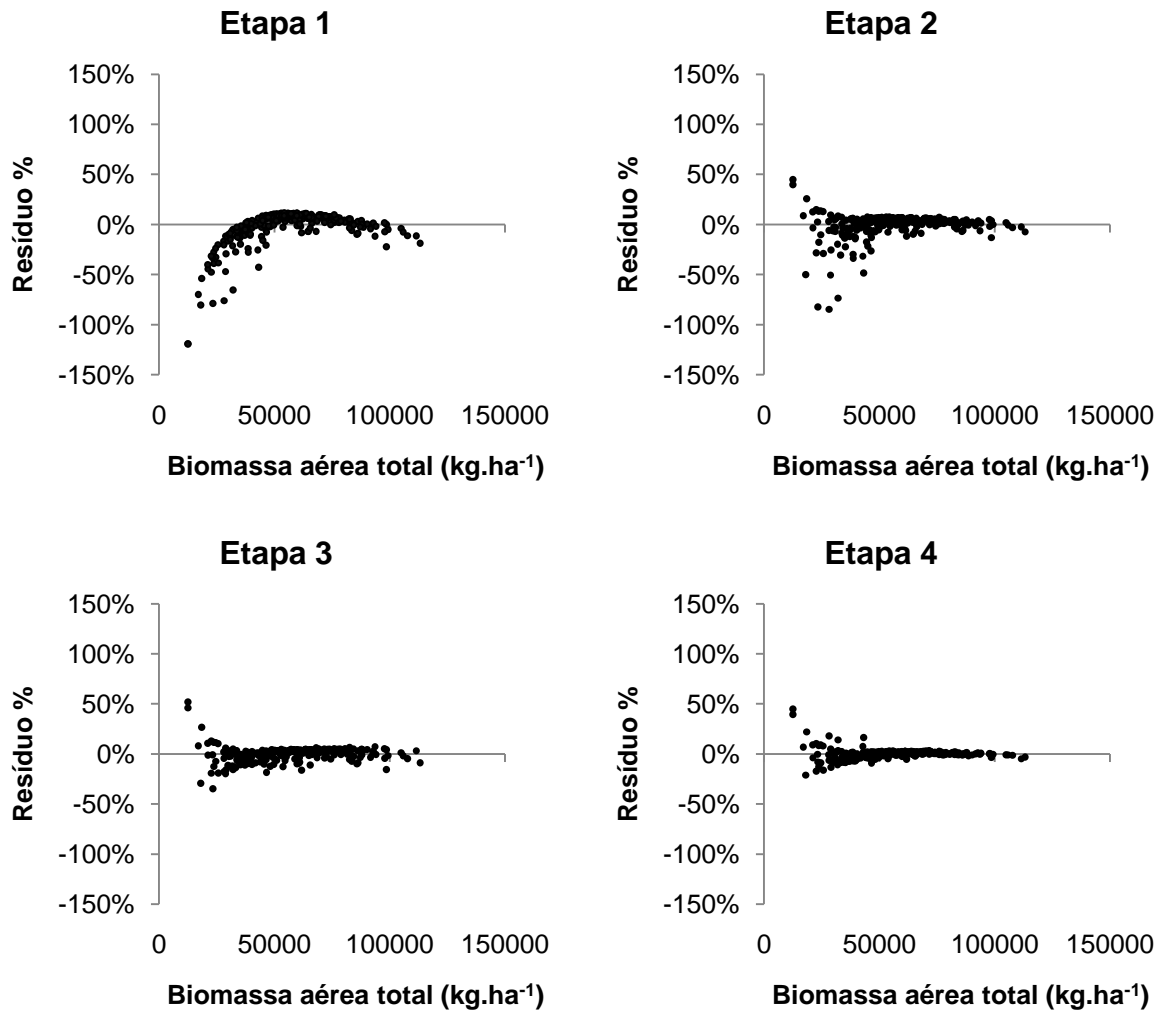 Etapa 1
150%
100%
50%
0%
-50%
-100%
-150%
Resíduo %
0 50000 100000 150000
Biomassa aérea total (kg.ha⁻¹)
Etapa 2
150%
100%
50%
0%
-50%
-100%
-150%
Resíduo %
0 50000 100000 150000
Biomassa aérea total (kg.ha⁻¹)
Etapa 3
150%
100%
50%
0%
-50%
-100%
-150%
Resíduo %
0 50000 100000 150000
Biomassa aérea total (kg.ha⁻¹)
Etapa 4
150%
100%
50%
0%
-50%
-100%
-150%
Resíduo %
0 50000 100000 150000
Biomassa aérea total (kg.ha⁻¹)